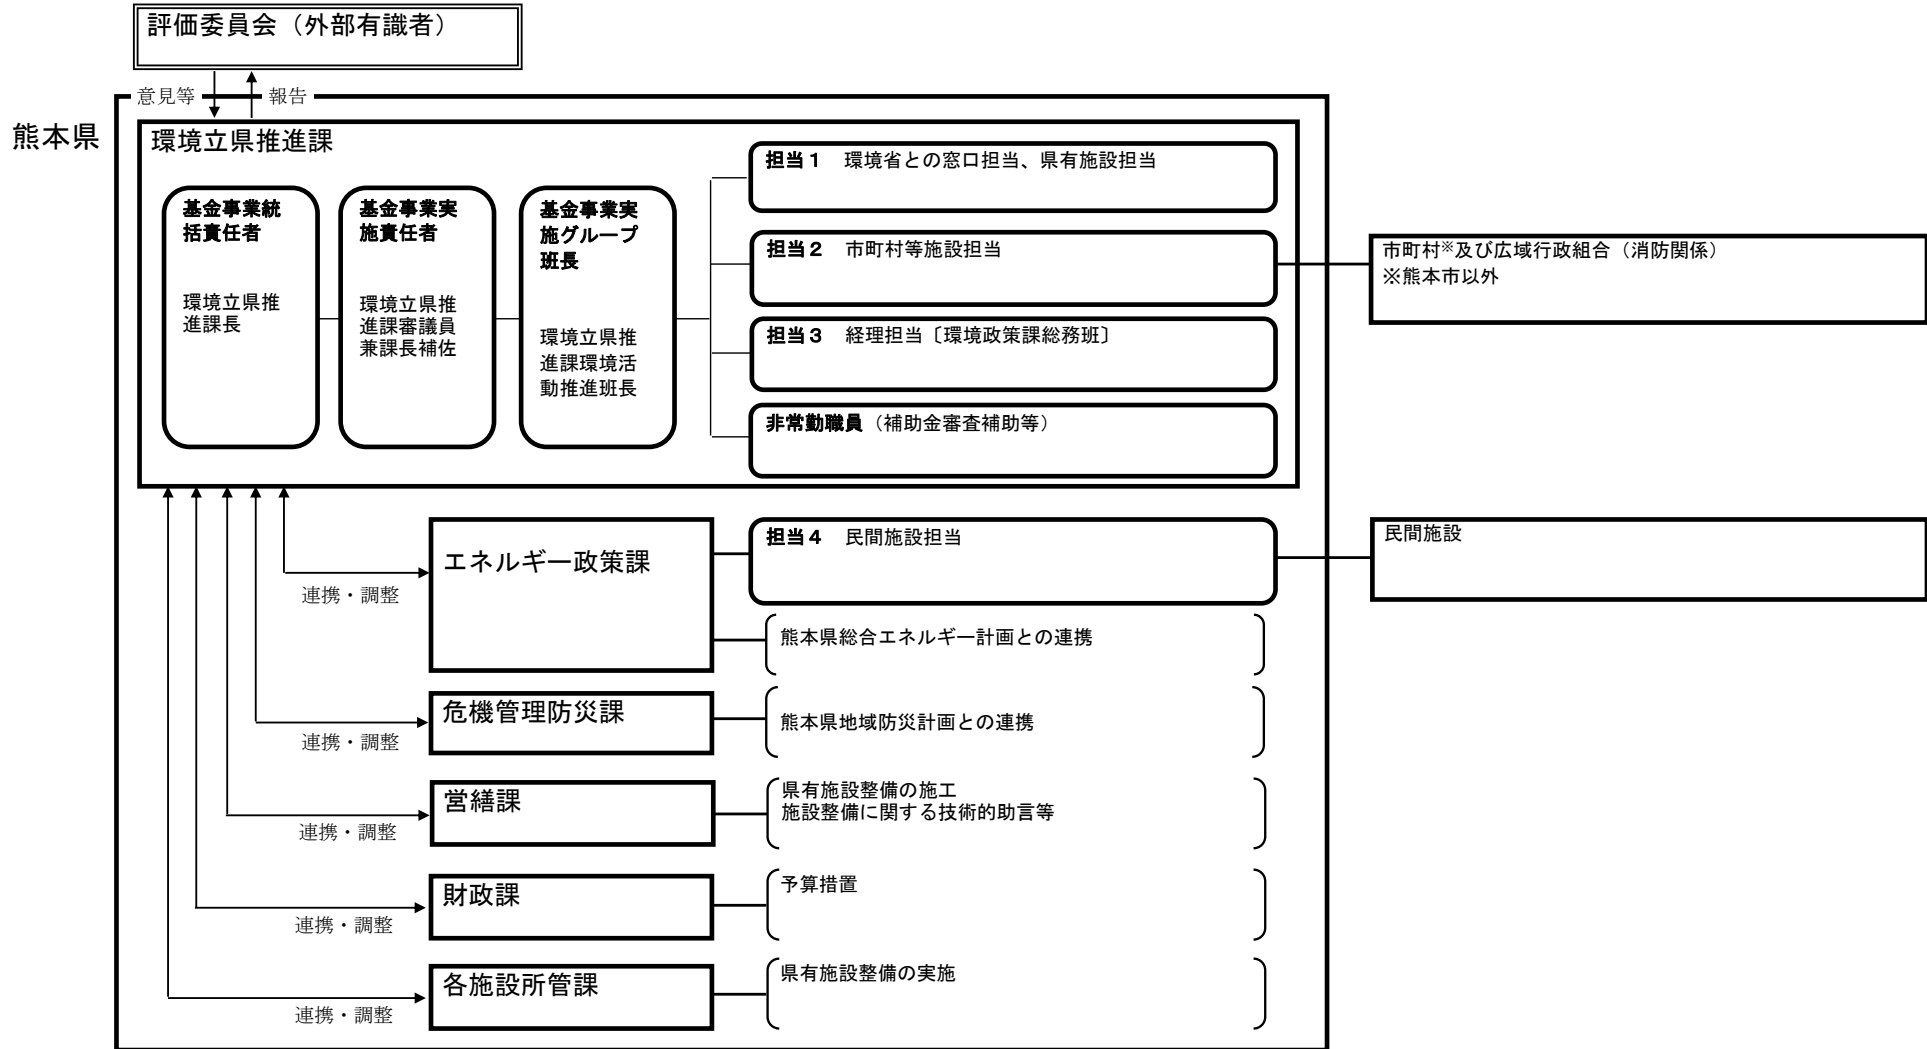 評価委員会（外部有識者）
意見等
報告
熊本県
環境立県推進課
基金事業統
括責任者
環境立県推
進課長
基金事業実
施責任者
環境立県推
進課審議員
兼課長補佐
基金事業実
施グループ
班長
環境立県推
進課環境活
動推進班長
担当１　環境省との窓口担当、県有施設担当
担当２　市町村等施設担当
担当３　経理担当〔環境政策課総務班〕
非常勤職員（補助金審査補助等）
市町村※及び広域行政組合（消防関係）
※熊本市以外
連携・調整
エネルギー政策課
担当４　民間施設担当
民間施設
熊本県総合エネルギー計画との連携
連携・調整
危機管理防災課
熊本県地域防災計画との連携
連携・調整
営繕課
県有施設整備の施工
施設整備に関する技術的助言等
連携・調整
財政課
予算措置
連携・調整
各施設所管課
県有施設整備の実施